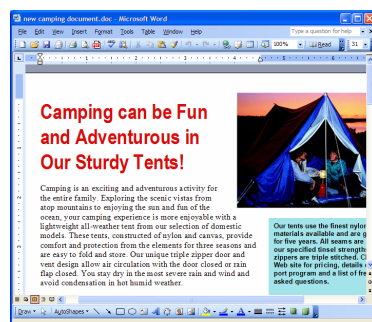 new camping document.doc - Microsoft Word
File Edit View Insert Format Tools Table Window Help
Type a question for help
100%
Read
31
Camping can be Fun
and Adventurous in
Our Sturdy Tents!
Camping is an exciting and adventurous activity for
the entire family. Exploring the scenic vistas from
atop mountains to enjoying the sun and fun of the
ocean, your camping experience is more enjoyable with a
lightweight all-weather tent from our selection of domestic
models. These tents, constructed of nylon and canvas, provide
comfort and protection from the elements for three seasons and
are easy to fold and store. Our unique triple zipper door and
vent design allow air circulation with the door closed or rain
flap closed. You stay dry in the most severe rain and wind and
avoid condensation in hot humid weather.
Our tents use the finest nylon
materials available and are g
for five years. All seams are
our specified tinsel strength
zippers are triple stitched. C
Web site for pricing, details
port program and a list of fre
asked questions.
Draw AutoShapes